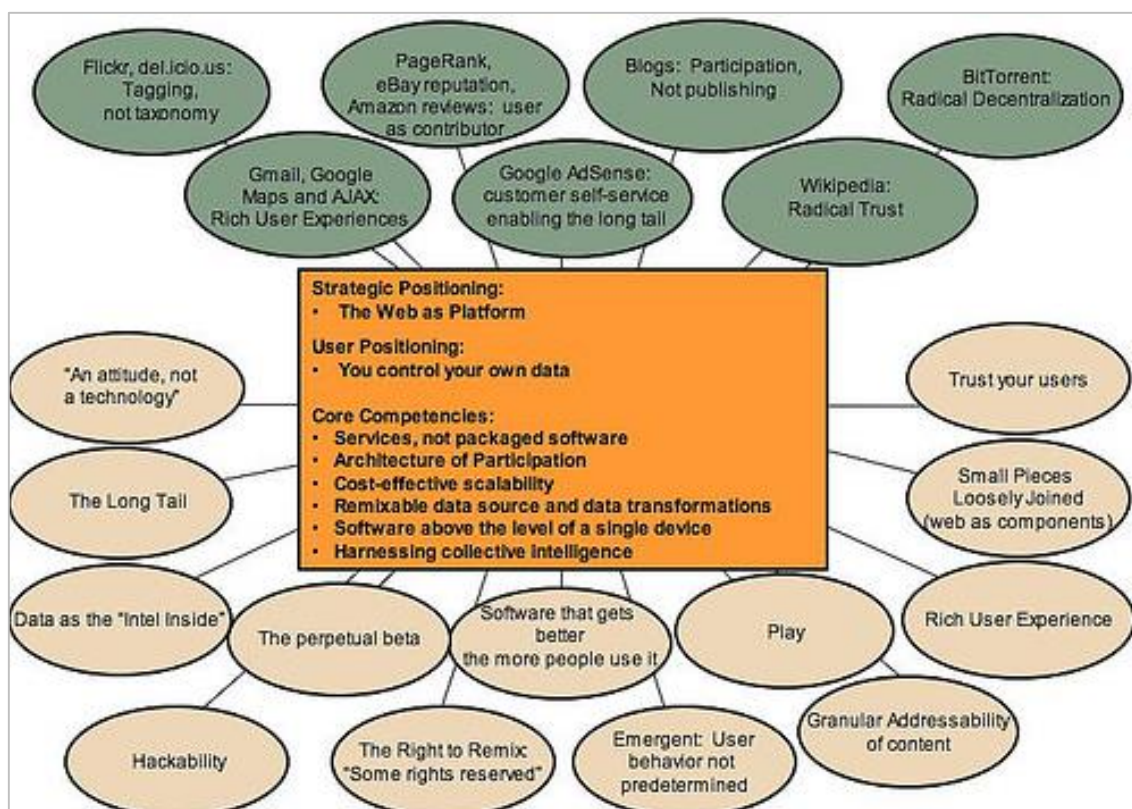 Flickr, del.icio.us:
Tagging,
not taxonomy
PageRank,
eBay reputation,
Amazon reviews: user
as contributor
Blogs: Participation,
Not publishing
BitTorrent:
Radical Decentralization
Gmail, Google
Maps and AJAX:
Rich User Experiences
Google AdSense:
customer self-service
enabling the long tail
Wikipedia:
Radical Trust
Strategic Positioning:
• The Web as Platform
User Positioning:
• You control your own data
Core Competencies:
• Services, not packaged software
• Architecture of Participation
• Cost-effective scalability
• Remixable data source and data transformations
• Software above the level of a single device
• Harnessing collective intelligence
"An attitude, not
a technology"
Trust your users
The Long Tail
Small Pieces
Loosely Joined
(web as components)
Data as the "Intel Inside"
The perpetual beta
Software that gets
better
the more people use it
Play
Rich User Experience
Hackability
The Right to Remix:
"Some rights reserved"
Emergent: User
behavior not
predetermined
Granular Addressability
of content